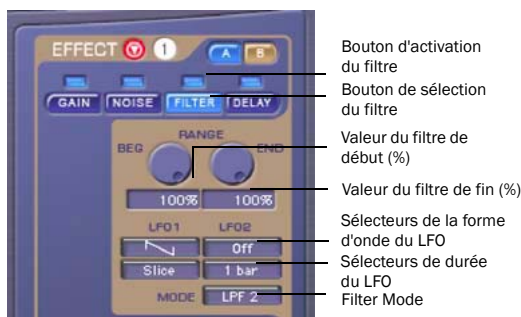 EFFECT 1 A B
GAIN NOISE FILTER DELAY
RANGE
BEG END
100% 100%
LFO1 LFO2
Off
Slice 1 bar
MODE LPF 2
Bouton d'activation
du filtre
Bouton de sélection
du filtre
Valeur du filtre de
début (%)
Valeur du filtre de fin (%)
Sélecteurs de la forme
d'onde du LFO
Sélecteurs de durée
du LFO
Filter Mode